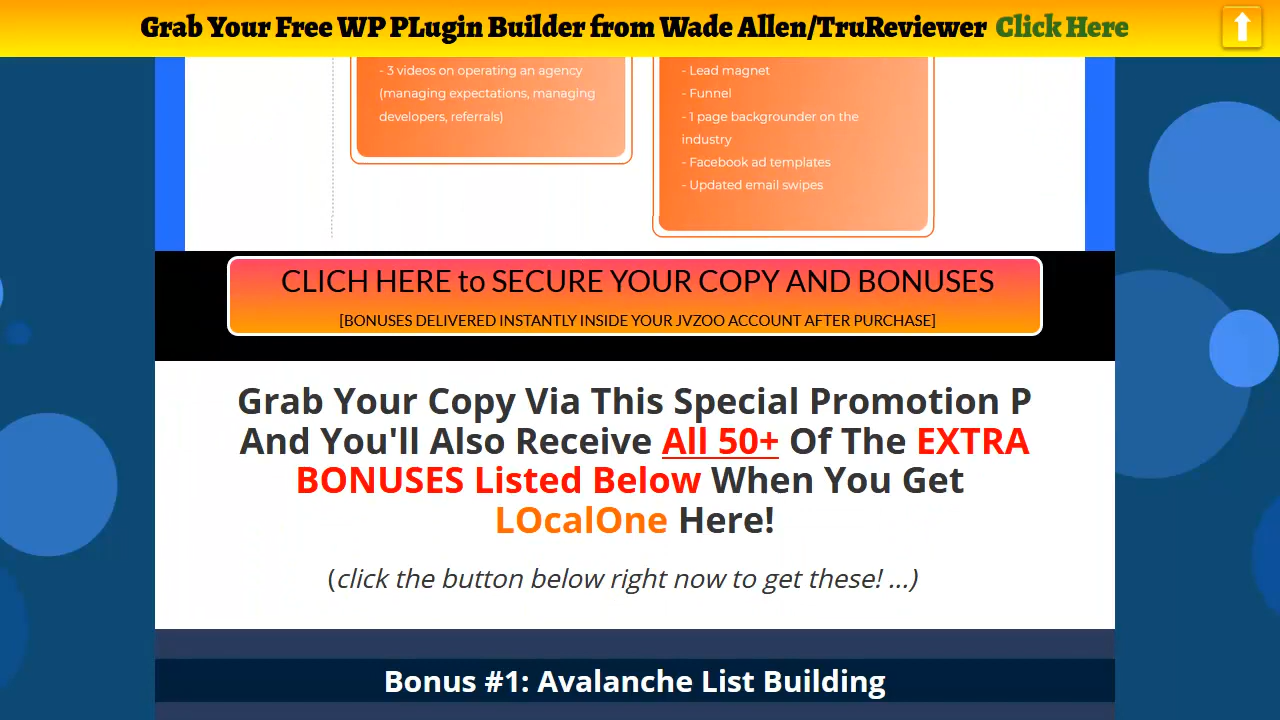 Grab Your Free WP PLugin Builder from Wade Allen/TruReviewer Click Here
- 3 videos on operating an agency
(managing expectations, managing
developers, referrals)
- Lead magnet
- Funnel
- 1 page backgrounder on the
industry
- Facebook ad templates
- Updated email swipes
CLICH HERE to SECURE YOUR COPY AND BONUSES
[BONUSES DELIVERED INSTANTLY INSIDE YOUR JVZOO ACCOUNT AFTER PURCHASE]
Grab Your Copy Via This Special Promotion P
And You'll Also Receive All 50+ Of The EXTRA
BONUSES Listed Below When You Get
LOcalOne Here!
(click the button below right now to get these! ...)
Bonus #1: Avalanche List Building